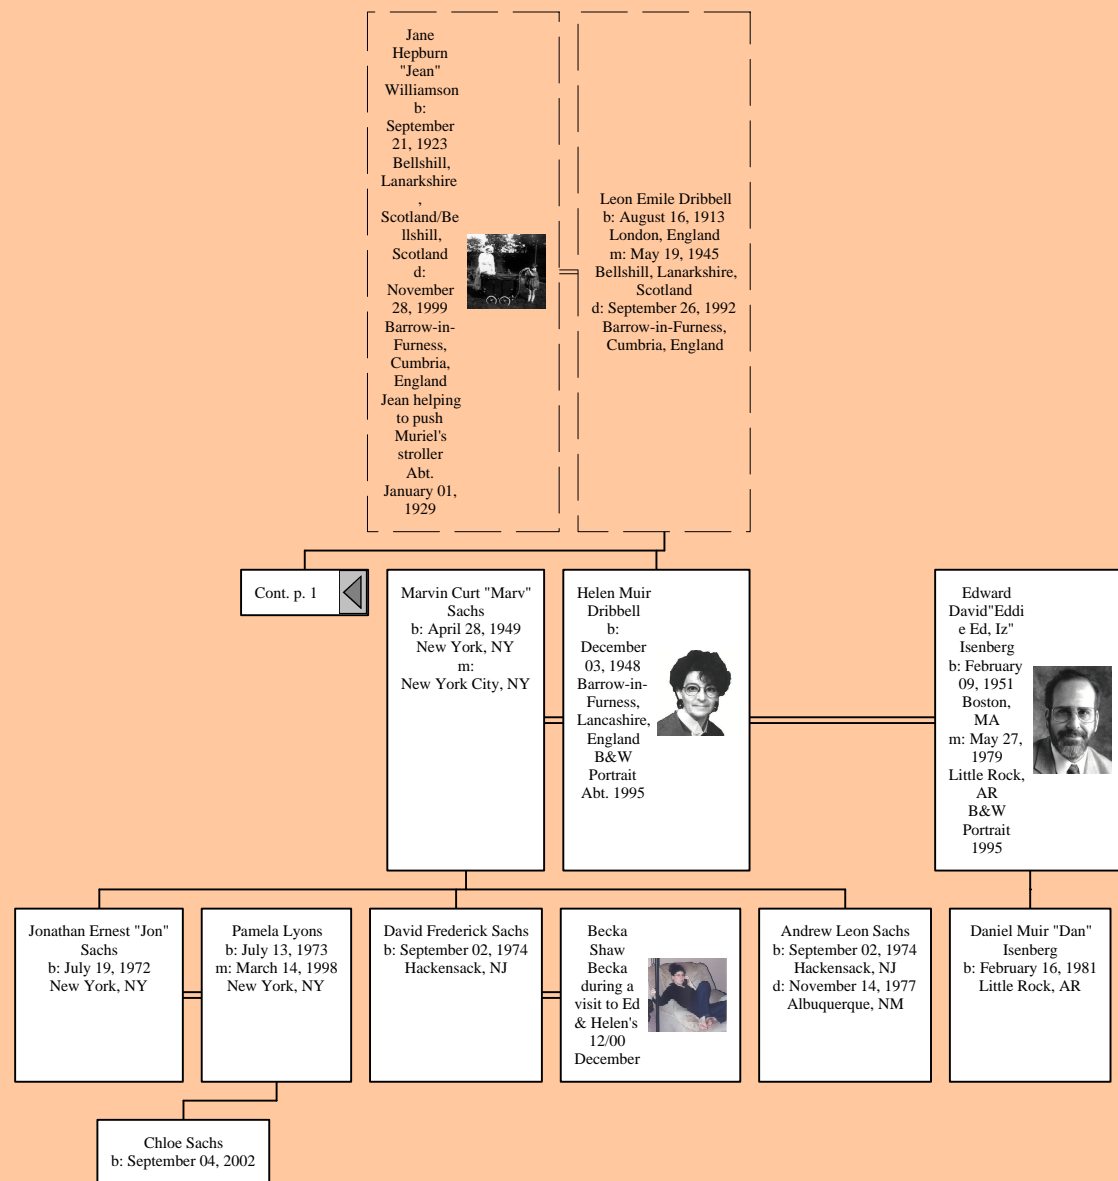 Jane
Hepburn
"Jean"
Williamson
b:
September
21, 1923
Bellshill,
Lanarkshire
,
Scotland/Be
llshill,
Scotland
d:
November
28, 1999
Barrow-in-
Furness,
Cumbria,
England
Jean helping
to push
Muriel's
stroller
Abt.
January 01,
1929
Leon Emile Dribbell
b: August 16, 1913
London, England
m: May 19, 1945
Bellshill, Lanarkshire,
Scotland
d: September 26, 1992
Barrow-in-Furness,
Cumbria, England
Cont. p. 1
Marvin Curt "Marv"
Sachs
b: April 28, 1949
New York, NY
m:
New York City, NY
Helen Muir
Dribbell
b:
December
03, 1948
Barrow-in-
Furness,
Lancashire,
England
B&W
Portrait
Abt. 1995
Edward
David"Eddi
e Ed, Iz"
Isenberg
b: February
09, 1951
Boston,
MA
m: May 27,
1979
Little Rock,
AR
B&W
Portrait
1995
Jonathan Ernest "Jon"
Sachs
b: July 19, 1972
New York, NY
Pamela Lyons
b: July 13, 1973
m: March 14, 1998
New York, NY
David Frederick Sachs
b: September 02, 1974
Hackensack, NJ
Becka
Shaw
Becka
during a
visit to Ed
& Helen's
12/00
December
Andrew Leon Sachs
b: September 02, 1974
Hackensack, NJ
d: November 14, 1977
Albuquerque, NM
Daniel Muir "Dan"
Isenberg
b: February 16, 1981
Little Rock, AR
Chloe Sachs
b: September 04, 2002